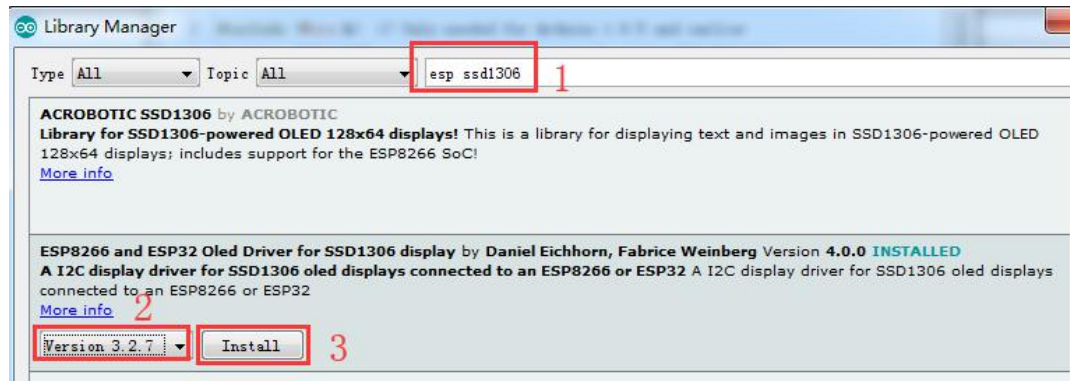 Library Manager
Type All Topic All esp ssd1306 1
ACROBOTIC SSD1306 by ACROBOTIC
Library for SSD1306-powered OLED 128x64 displays! This is a library for displaying text and images in SSD1306-powered OLED
128x64 displays; includes support for the ESP8266 SoC!
More info
ESP8266 and ESP32 Oled Driver for SSD1306 display by Daniel Eichhorn, Fabrice Weinberg Version 4.0.0 INSTALLED
A I2C display driver for SSD1306 oled displays connected to an ESP8266 or ESP32 A I2C display driver for SSD1306 oled displays
connected to an ESP8266 or ESP32
More info 2
Version 3.2.7 Install 3